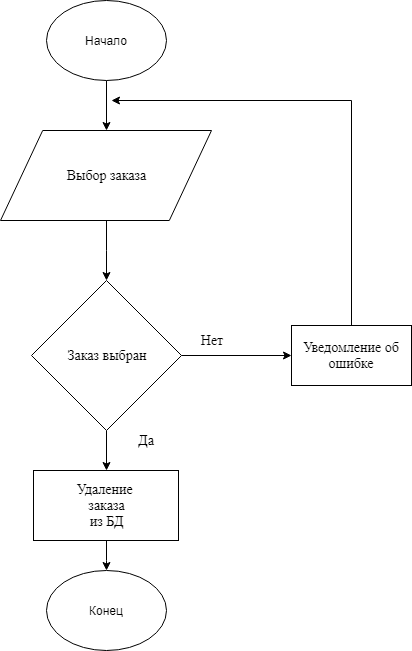 Начало
Выбор заказа
Заказ выбран
Нет
Уведомление об
ошибке
Да
Удаление
заказа
из БД
Конец